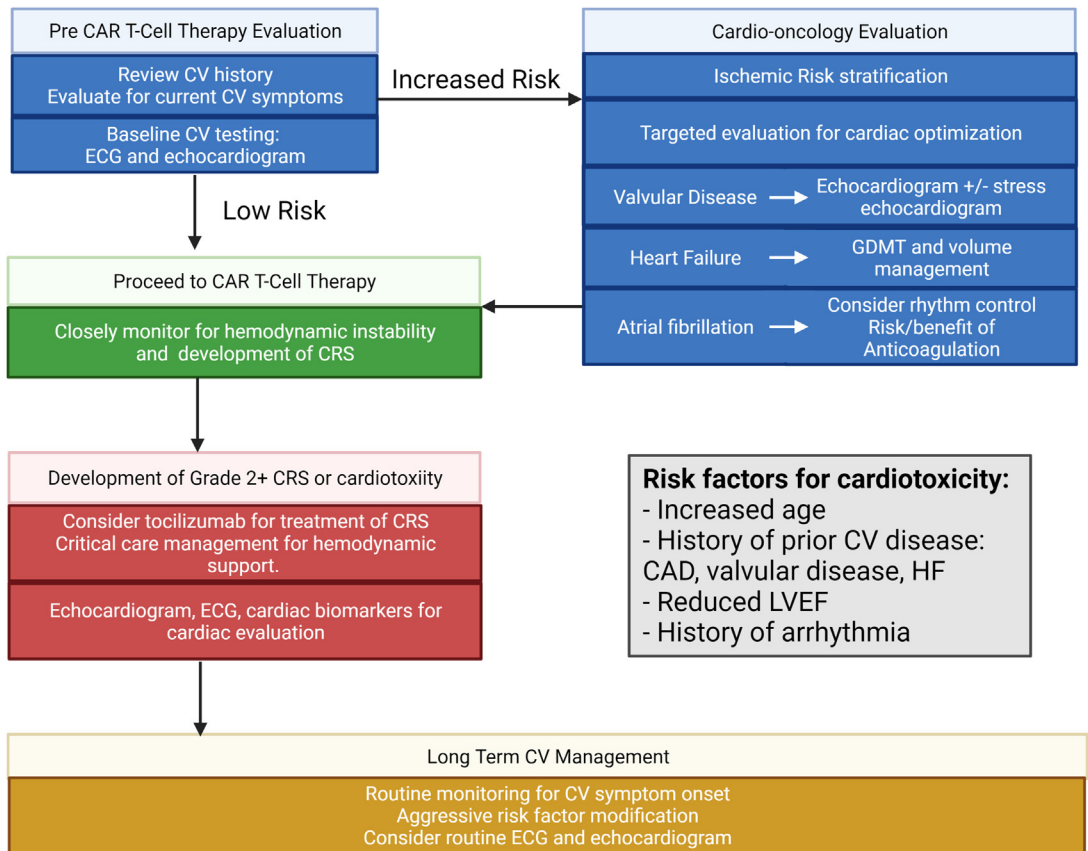 Pre CAR T-Cell Therapy Evaluation
Review CV history
Evaluate for current CV symptoms
Baseline CV testing:
ECG and echocardiogram
Increased Risk
Low Risk
Cardio-oncology Evaluation
Ischemic Risk stratification
Targeted evaluation for cardiac optimization
Valvular Disease
Echocardiogram +/- stress
echocardiogram
Heart Failure
GDMT and volume
management
Atrial fibrillation
Consider rhythm control
Risk/benefit of
Anticoagulation
Proceed to CAR T-Cell Therapy
Closely monitor for hemodynamic instability
and development of CRS
Development of Grade 2+ CRS or cardiotoxiity
Consider tocilizumab for treatment of CRS
Critical care management for hemodynamic
support.
Echocardiogram, ECG, cardiac biomarkers for
cardiac evaluation
Risk factors for cardiotoxicity:
- Increased age
- History of prior CV disease:
CAD, valvular disease, HF
- Reduced LVEF
- History of arrhythmia
Long Term CV Management
Routine monitoring for CV symptom onset
Aggressive risk factor modification
Consider routine ECG and echocardiogram